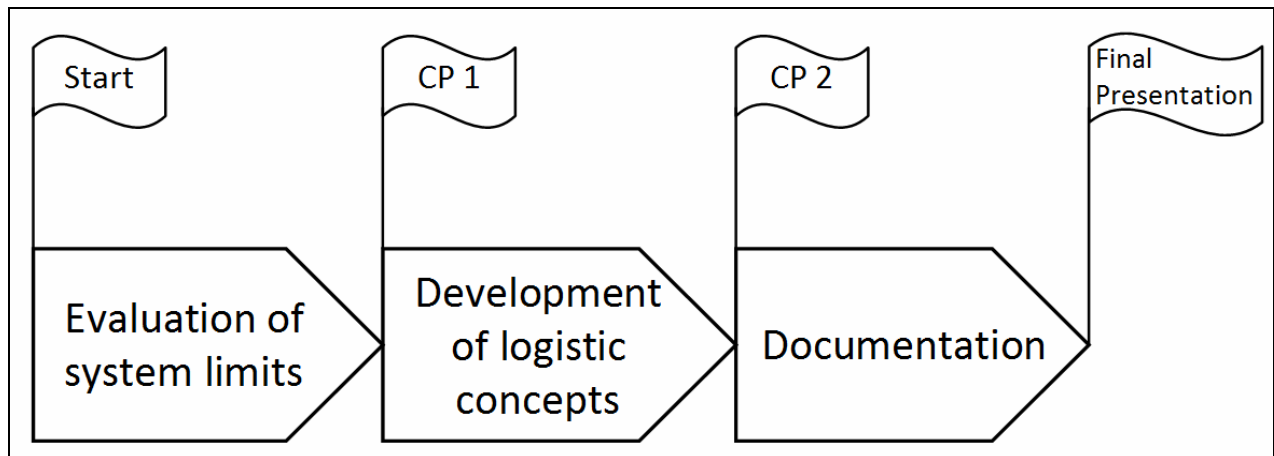 Start
CP 1
CP 2
Final
Presentation
Evaluation of
system limits
Development
of logistic
concepts
Documentation